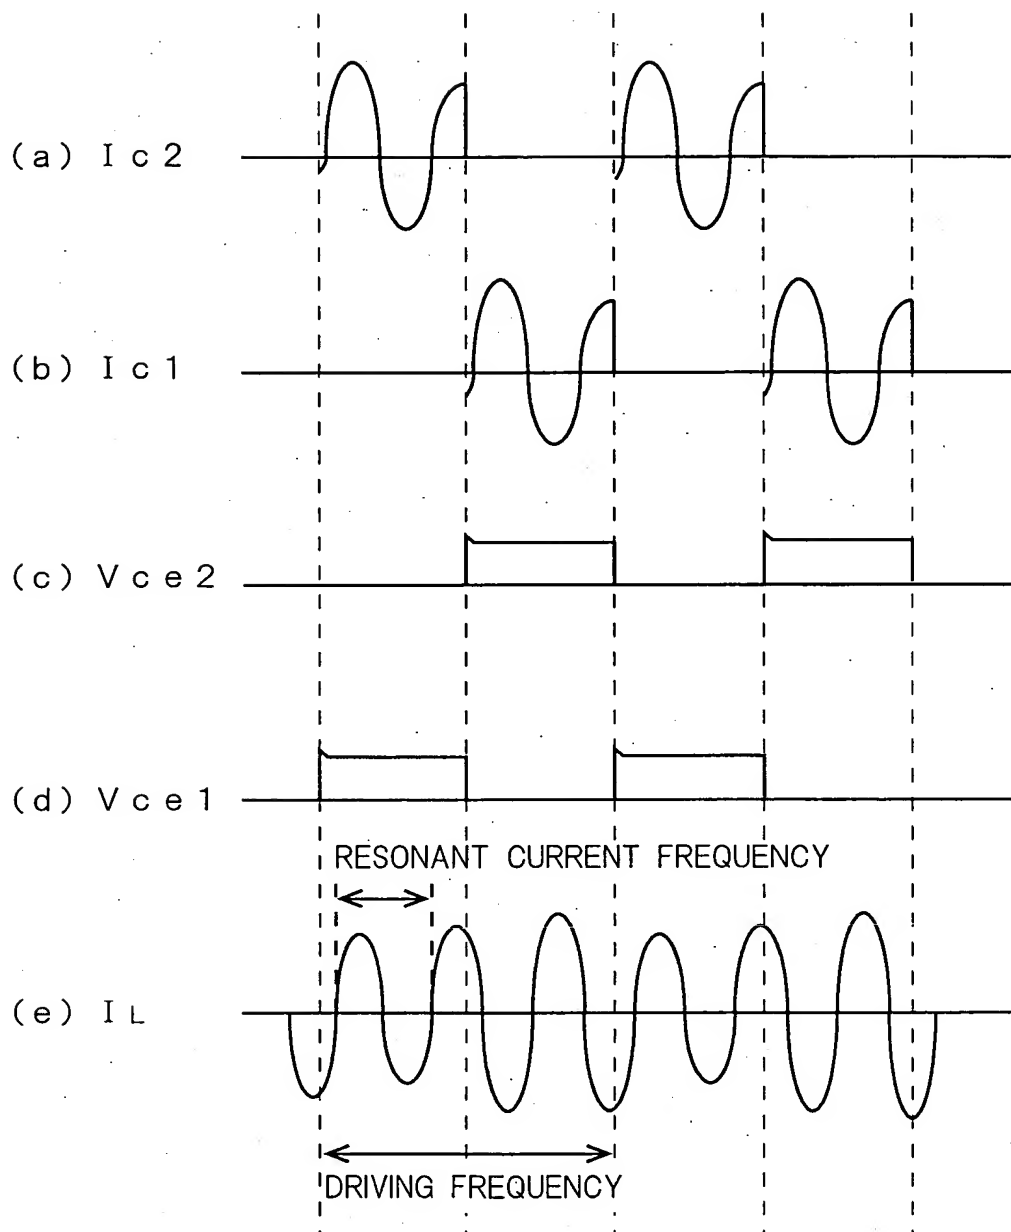 (a) Ic2
(b) Ic1
(c) Vce2
(d) Vce1
RESONANT CURRENT FREQUENCY
(e) IL
DRIVING FREQUENCY